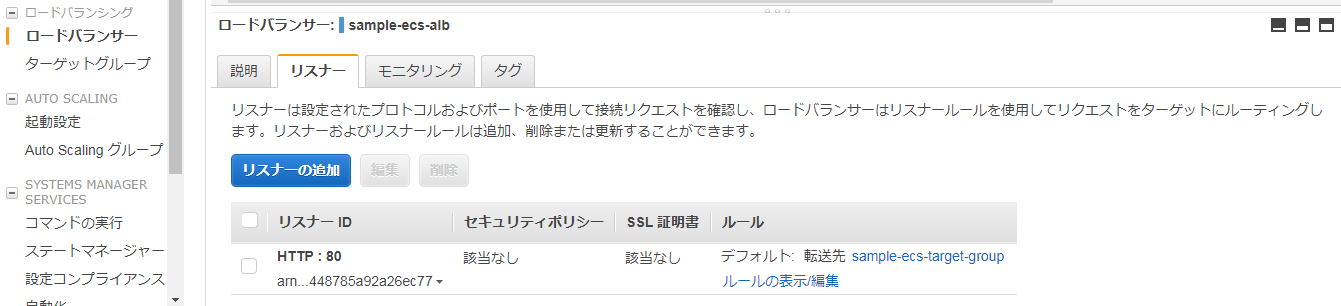 ロードバランシング
ロードバランサー
ターゲットグループ
AUTO SCALING
起動設定
Auto Scaling グループ
SYSTEMS MANAGER
SERVICES
コマンドの実行
ステートマネージャー
設定コンプライアンス
自動化
ロードバランサー: sample-ecs-alb
説明 リスナー モニタリング タグ
リスナーは設定されたプロトコルおよびポートを使用して接続リクエストを確認し、ロードバランサーはリスナールールを使用してリクエストをターゲットにルーティングし
ます。リスナーおよびリスナールールは追加、削除または更新することができます。
リスナーの追加 編集 削除
リスナー ID セキュリティポリシー SSL 証明書 ルール
HTTP : 80 該当なし 該当なし デフォルト: 転送先 sample-ecs-target-group
arn...448785a92a26ec77 ルールの表示/編集